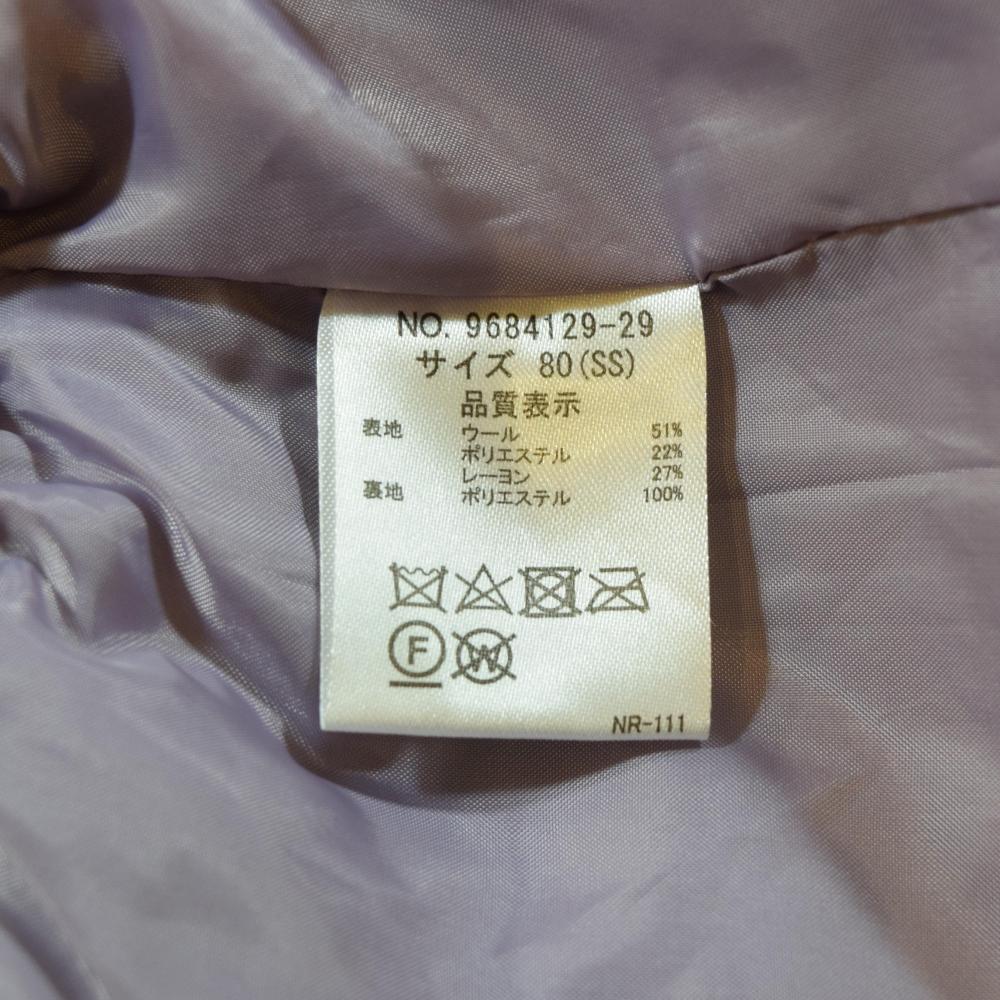 NO. 9684129-29
サイズ 80(SS)
品質表示
表地 ウール 51%
ポリエステル 22%
レーヨン 27%
裏地 ポリエステル 100%
F W
NR-111